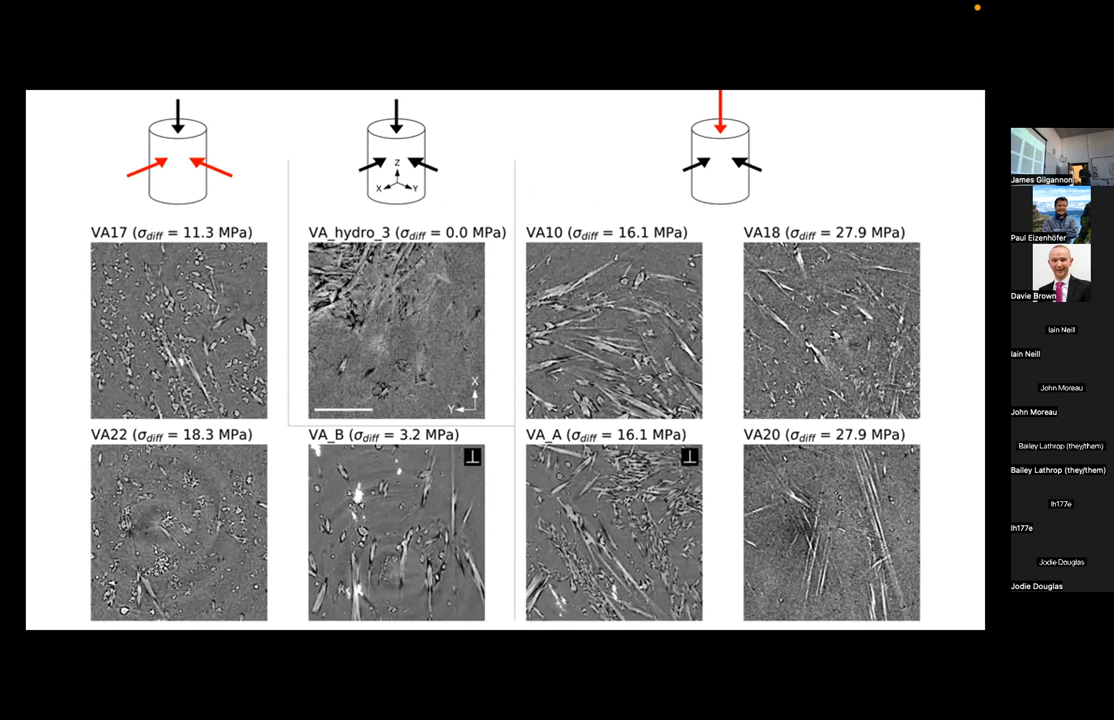 Z
X Y
VA17 (σdiff = 11.3 MPa)
VA_hydro_3 (σdiff = 0.0 MPa)
VA10 (σdiff = 16.1 MPa)
VA18 (σdiff = 27.9 MPa)
X
Y
VA22 (σdiff = 18.3 MPa)
VA_B (σdiff = 3.2 MPa)
VA_A (σdiff = 16.1 MPa)
VA20 (σdiff = 27.9 MPa)
⊥
⊥
James Gilgannon
Paul Eizenhöfer
Davie Brown
Iain Neill
Iain Neill
John Moreau
John Moreau
Bailey Lathrop (they/them)
Bailey Lathrop (they/them)
lh177e
lh177e
Jodie Douglas
Jodie Douglas